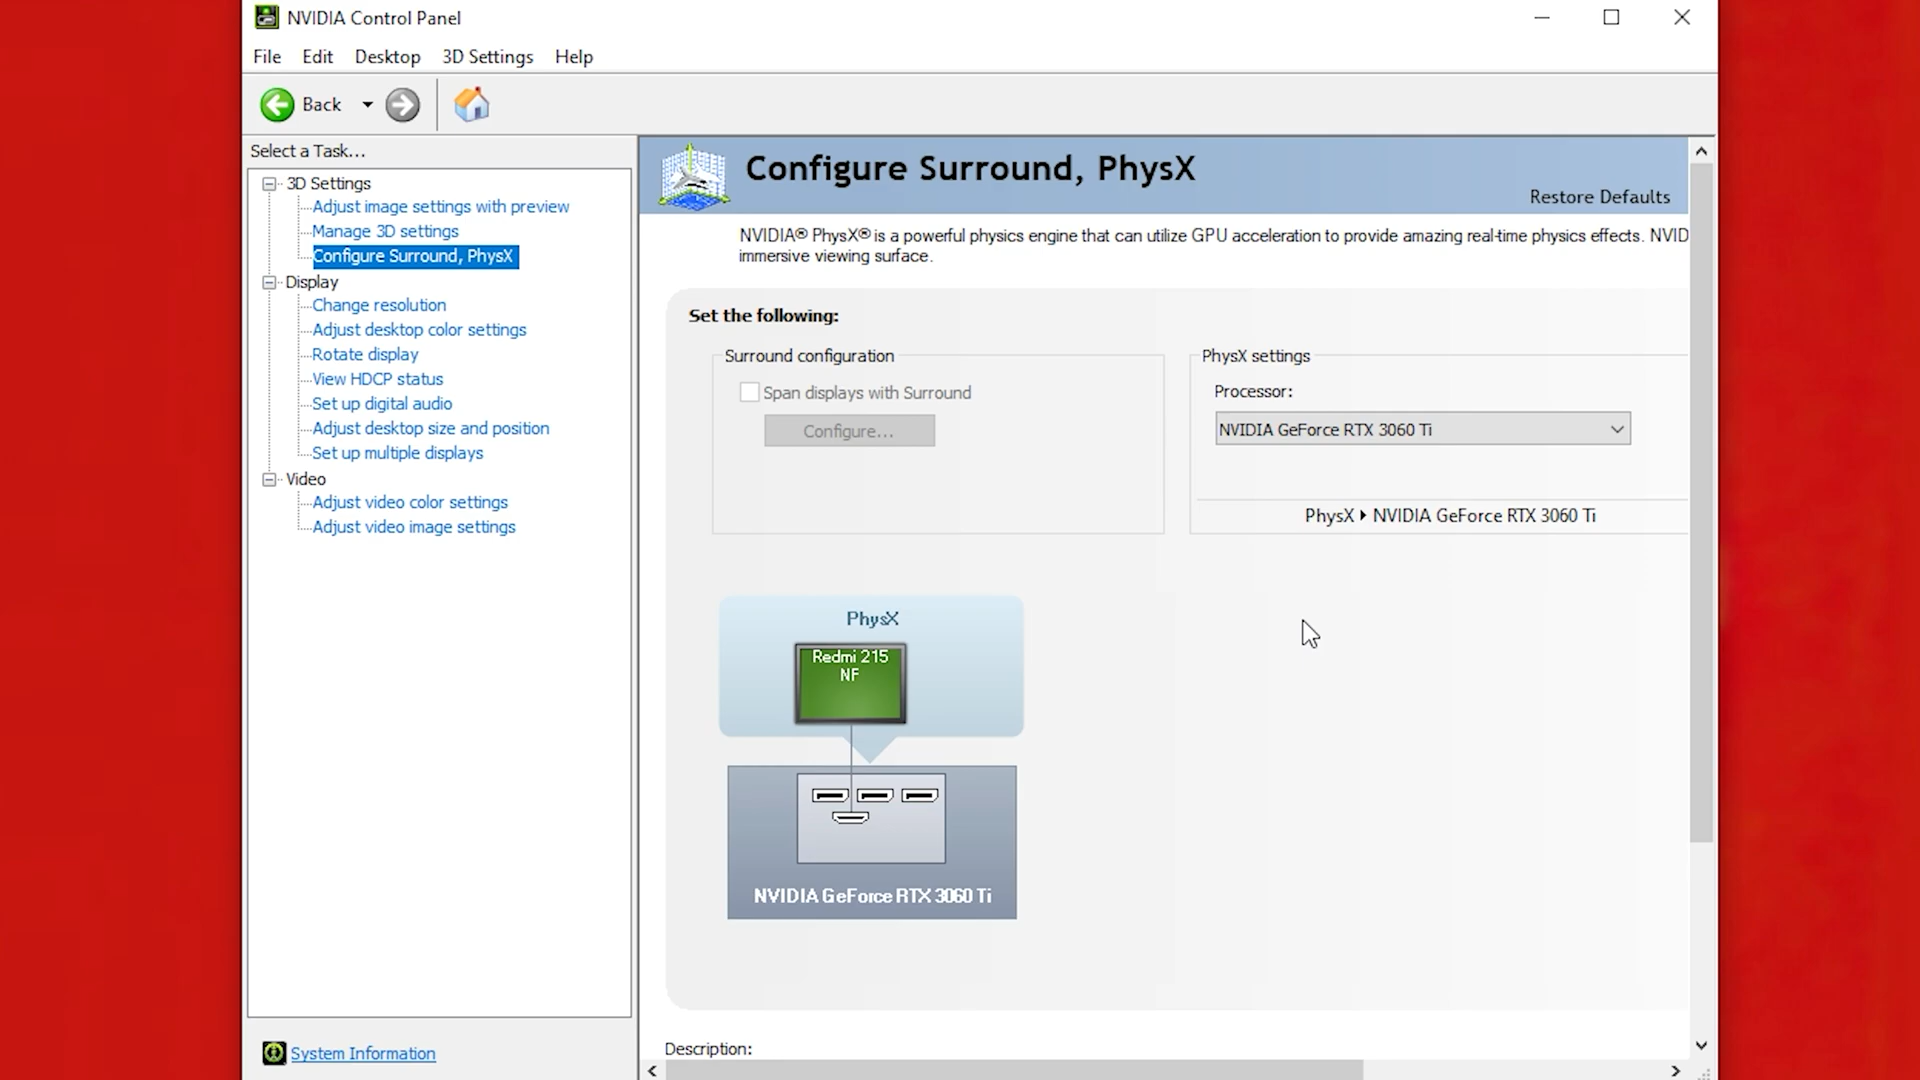 NVIDIA Control Panel
File Edit Desktop 3D Settings Help
Back
Select a Task...
3D Settings
Adjust image settings with preview
Manage 3D settings
Configure Surround, PhysX
Display
Change resolution
Adjust desktop color settings
Rotate display
View HDCP status
Set up digital audio
Adjust desktop size and position
Set up multiple displays
Video
Adjust video color settings
Adjust video image settings
System Information
Configure Surround, PhysX
Restore Defaults
NVIDIA® PhysX® is a powerful physics engine that can utilize GPU acceleration to provide amazing real-time physics effects. NVID
immersive viewing surface.
Set the following:
Surround configuration
Span displays with Surround
Configure...
PhysX settings
Processor:
NVIDIA GeForce RTX 3060 Ti
PhysX ▸ NVIDIA GeForce RTX 3060 Ti
PhysX
Redmi 215
NF
NVIDIA GeForce RTX 3060 Ti
Description: